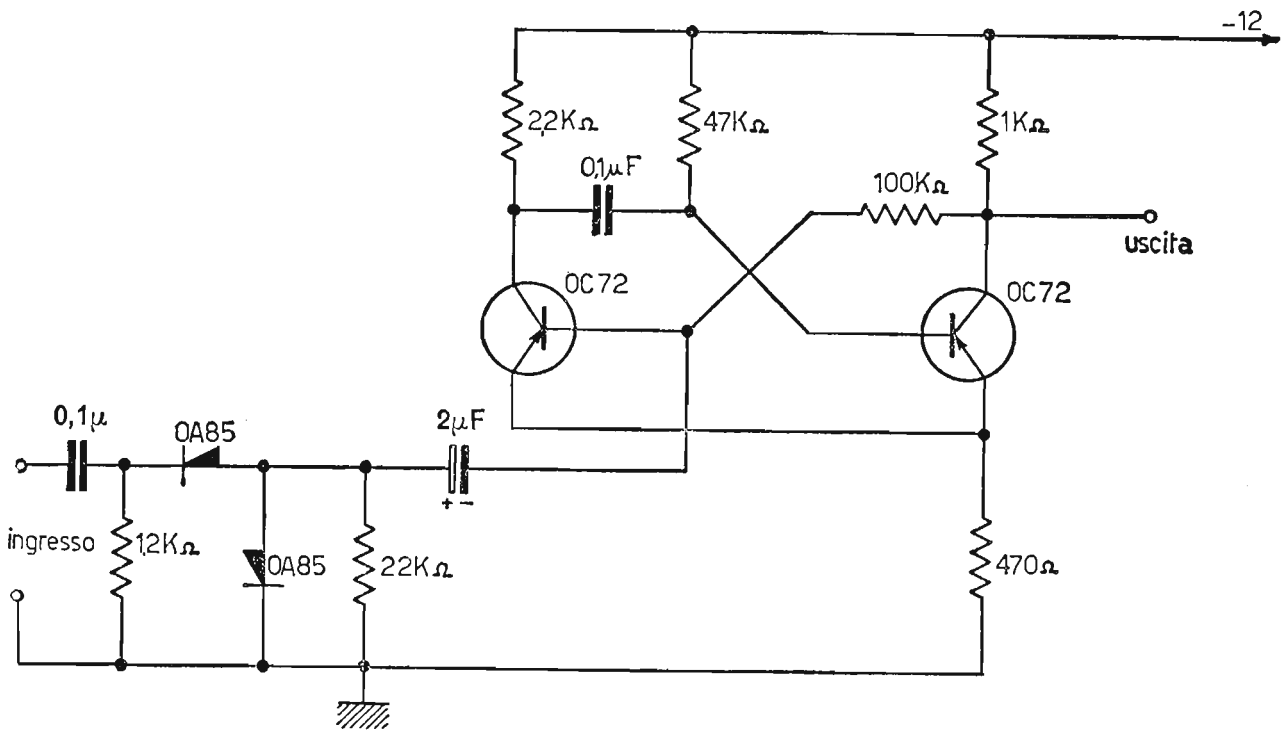 -12
2,2KΩ
47KΩ
1KΩ
0,1μF
100KΩ
uscita
OC72
OC72
0,1μ
OA85
2μF
+ -
ingresso
1,2KΩ
OA85
22KΩ
470Ω